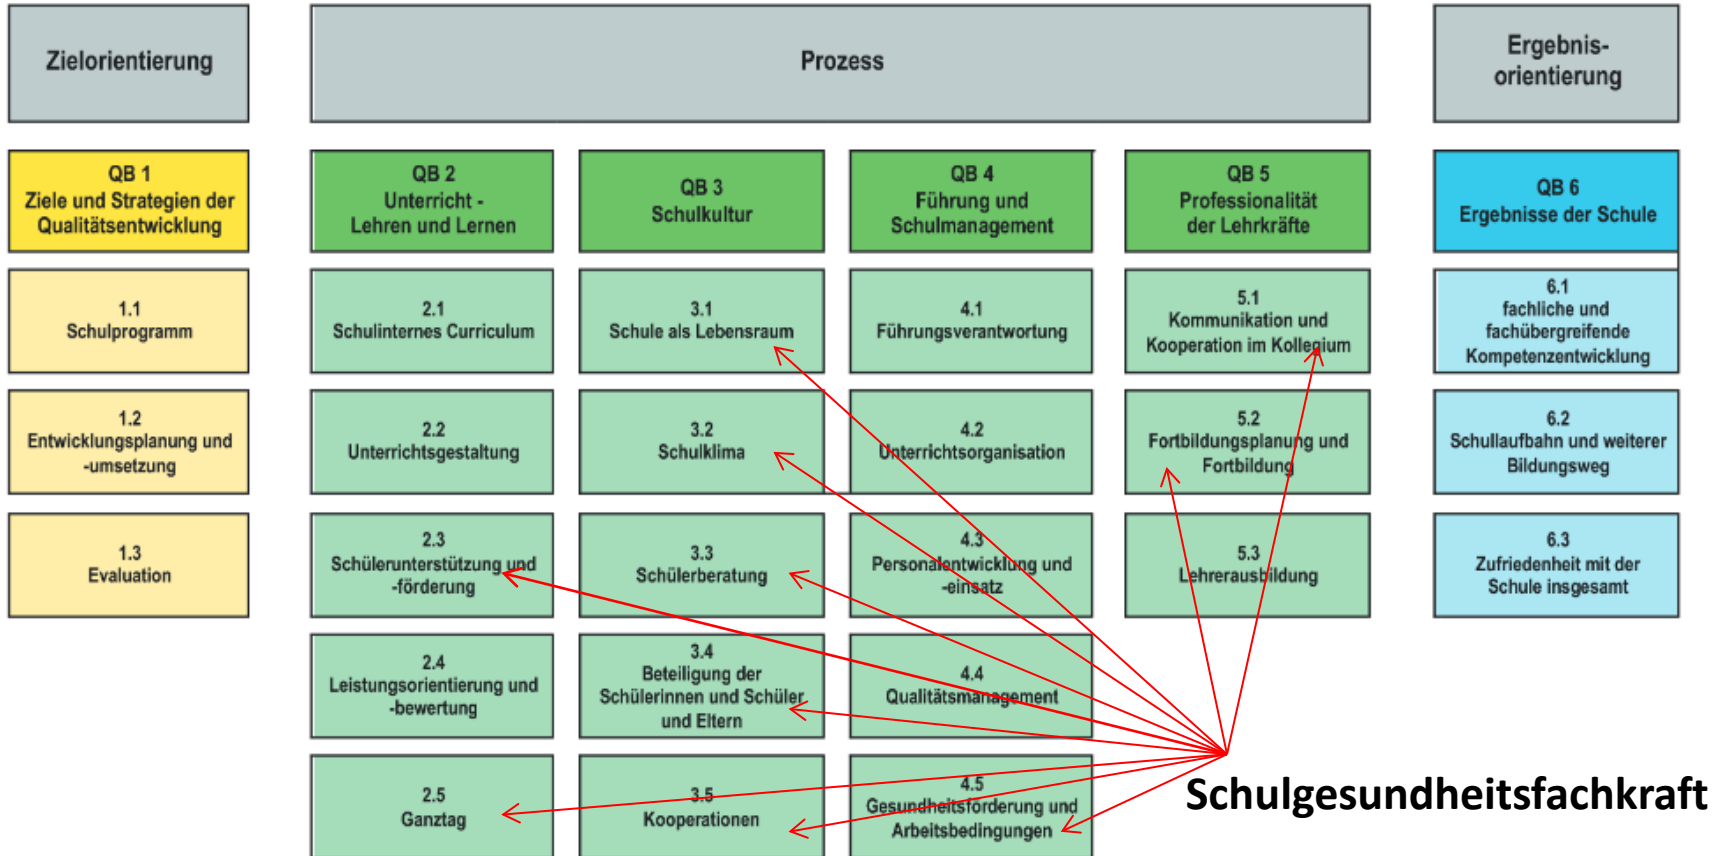 Zielorientierung
Prozess
Ergebnis-
orientierung
QB 1
Ziele und Strategien der
Qualitätsentwicklung
QB 2
Unterricht -
Lehren und Lernen
QB 3
Schulkultur
QB 4
Führung und
Schulmanagement
QB 5
Professionalität
der Lehrkräfte
QB 6
Ergebnisse der Schule
1.1
Schulprogramm
2.1
Schulinternes Curriculum
3.1
Schule als Lebensraum
4.1
Führungsverantwortung
5.1
Kommunikation und
Kooperation im Kollegium
6.1
fachliche und
fachübergreifende
Kompetenzentwicklung
1.2
Entwicklungsplanung und
-umsetzung
2.2
Unterrichtsgestaltung
3.2
Schulklima
4.2
Unterrichtsorganisation
5.2
Fortbildungsplanung und
Fortbildung
6.2
Schullaufbahn und weiterer
Bildungsweg
1.3
Evaluation
2.3
Schülerunterstützung und
-förderung
3.3
Schülerberatung
4.3
Personalentwicklung und
-einsatz
5.3
Lehrerausbildung
6.3
Zufriedenheit mit der
Schule insgesamt
2.4
Leistungsorientierung und
-bewertung
3.4
Beteiligung der
Schülerinnen und Schüler
und Eltern
4.4
Qualitätsmanagement
2.5
Ganztag
3.5
Kooperationen
4.5
Gesundheitsförderung und
Arbeitsbedingungen
Schulgesundheitsfachkraft